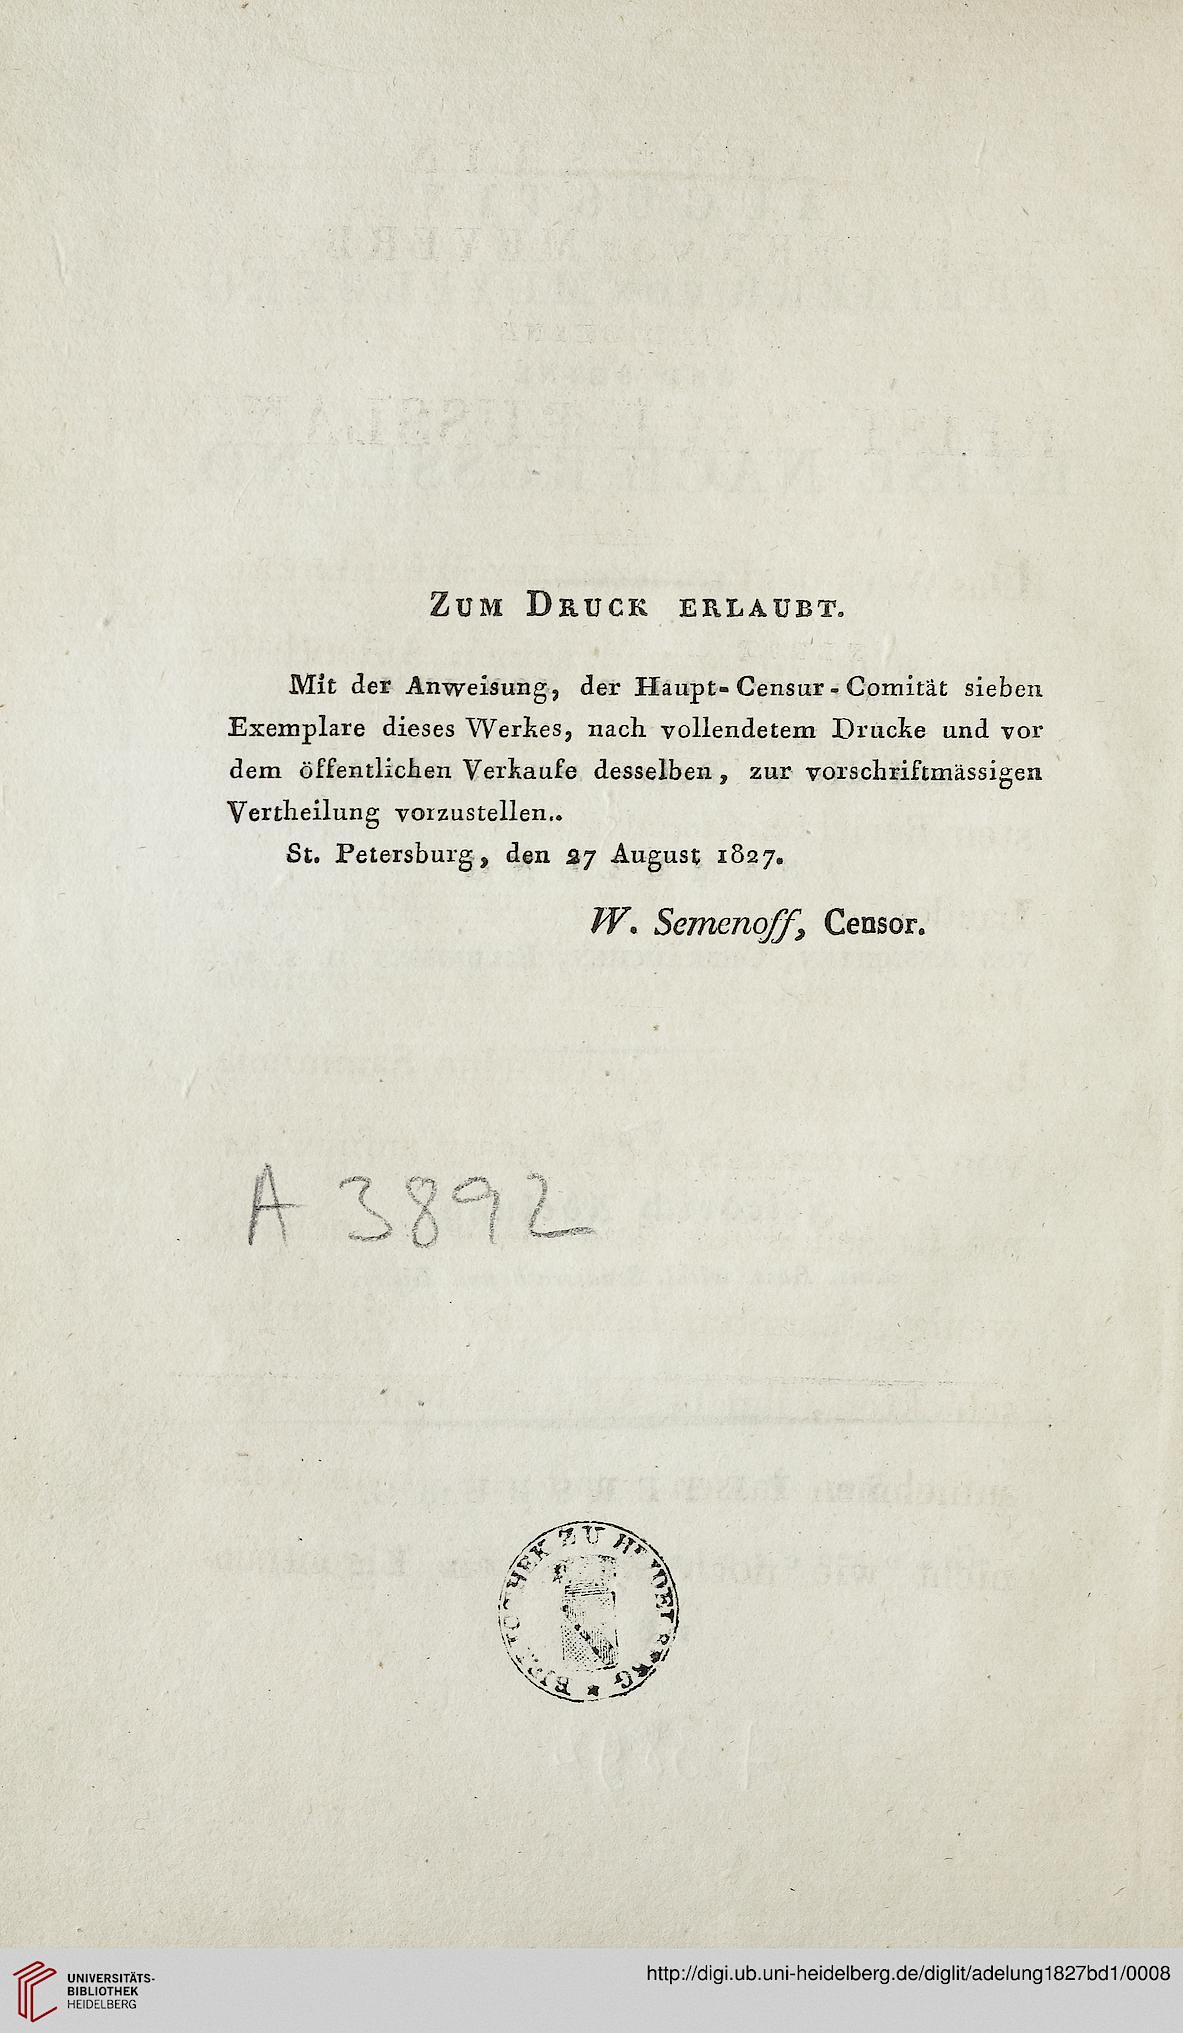 ZUM DRUCK ERLAUBT.
Mit der Anweisung, der Haupt-Censur-Comität sieben
Exemplare dieses Werkes, nach vollendetem Drucke und vor
dem öffentlichen Verkaufe desselben, zur vorschriftmässigen
Vertheilung vorzustellen..
St. Petersburg, den 27 August 1827.
W. Semenoff, Censor.
A 3892
ZU
UNIVERSITÄTS-
BIBLIOTHEK
HEIDELBERG
http://digi.ub.uni-heidelberg.de/diglit/adelung1827bd1/0008